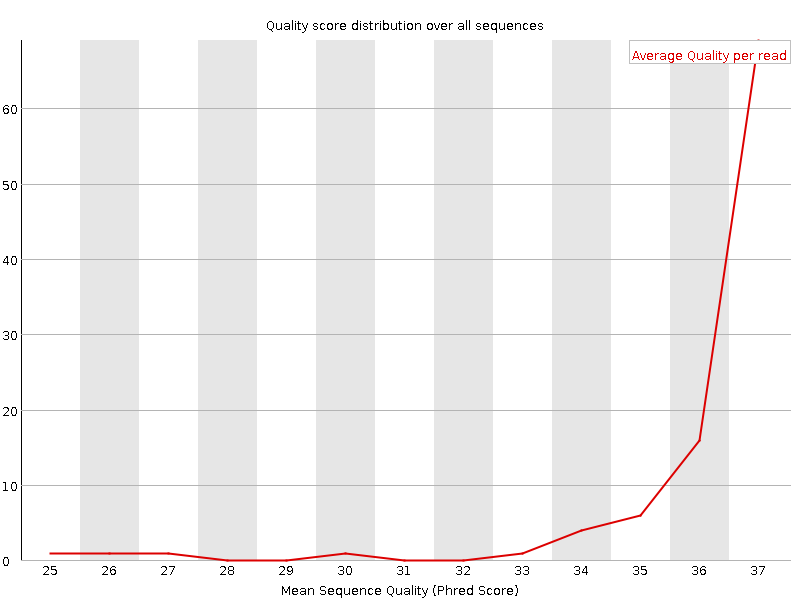 Quality score distribution over all sequences
Average Quality per read
60
50
40
30
20
10
0
25 26 27 28 29 30 31 32 33 34 35 36 37
Mean Sequence Quality (Phred Score)